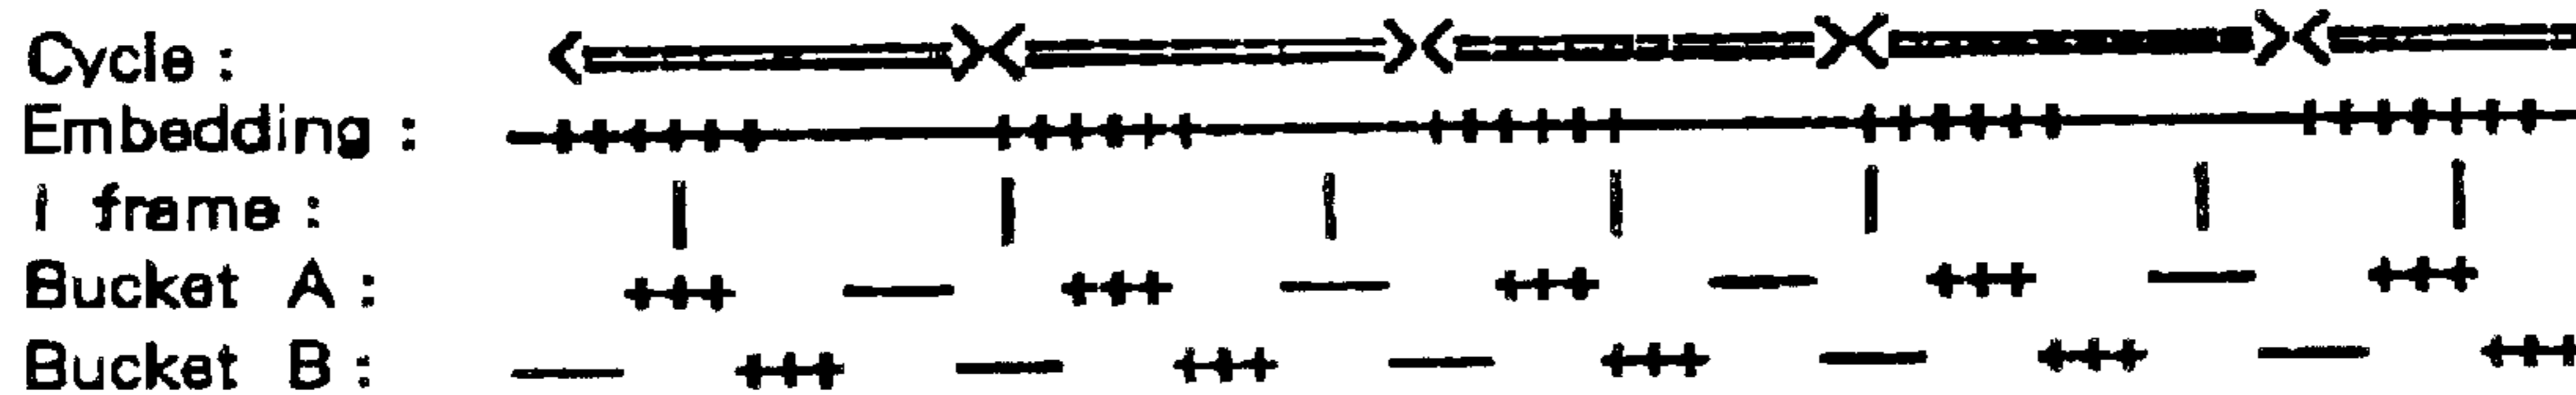 Cycle : <=========><=========><=========><=========><======
Embedding : -++++++------++++++------++++++------++++++------+++++++
I frame : | | | | | | |
Bucket A : +++ --- +++ --- +++ --- +++ --- +++
Bucket B : --- +++ --- +++ --- +++ --- +++ --- +++